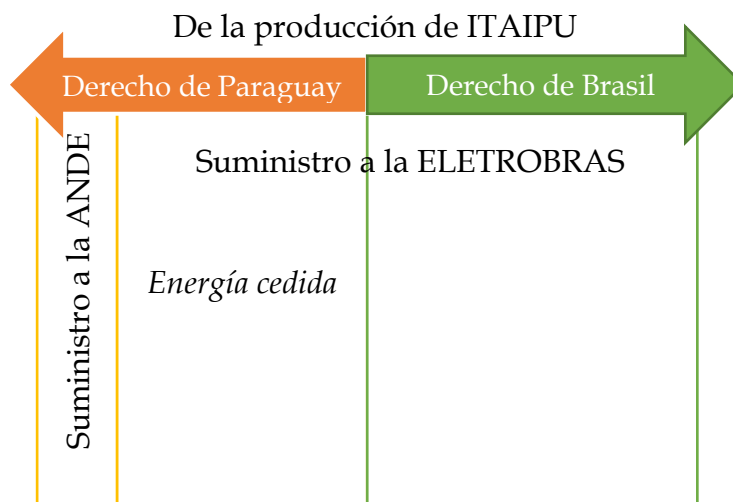 De la producción de ITAIPU
Derecho de Paraguay
Derecho de Brasil
Suministro a la ELETROBRAS
Suministro a la ANDE
Energía cedida